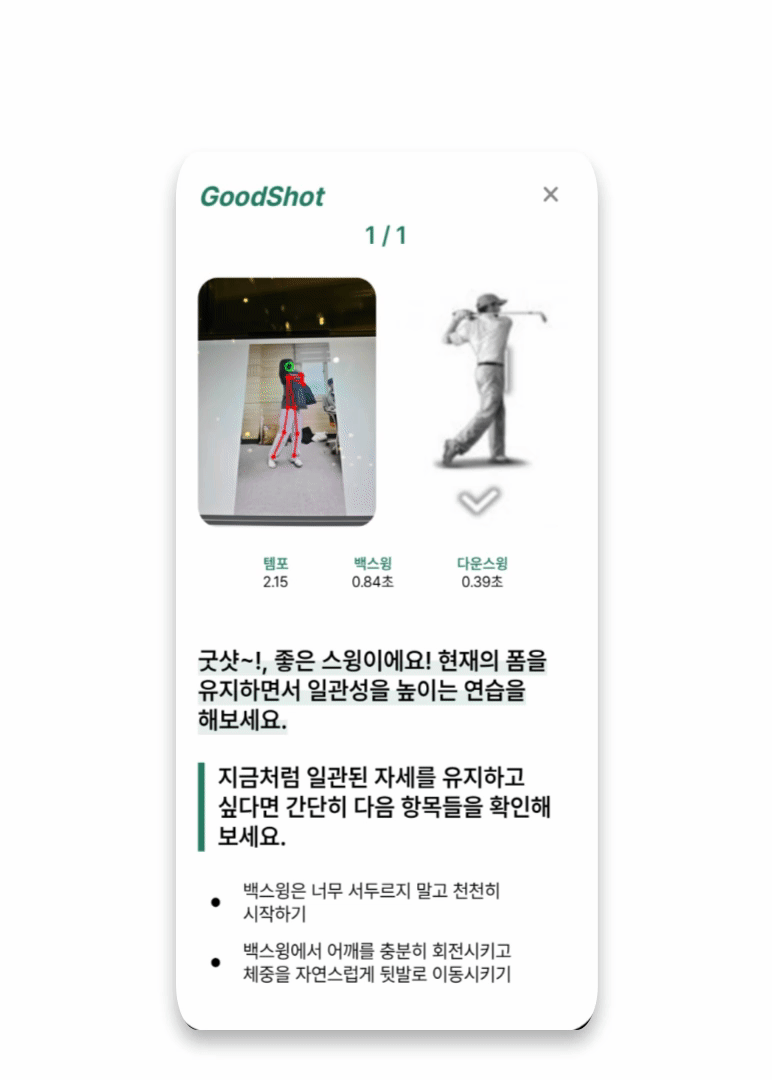 GoodShot
1 / 1
템포 백스윙 다운스윙
2.15 0.84초 0.39초
굿샷~!, 좋은 스윙이에요! 현재의 폼을
유지하면서 일관성을 높이는 연습을
해보세요.
지금처럼 일관된 자세를 유지하고
싶다면 간단히 다음 항목들을 확인해
보세요.
백스윙은 너무 서두르지 말고 천천히
시작하기
백스윙에서 어깨를 충분히 회전시키고
체중을 자연스럽게 뒷발로 이동시키기